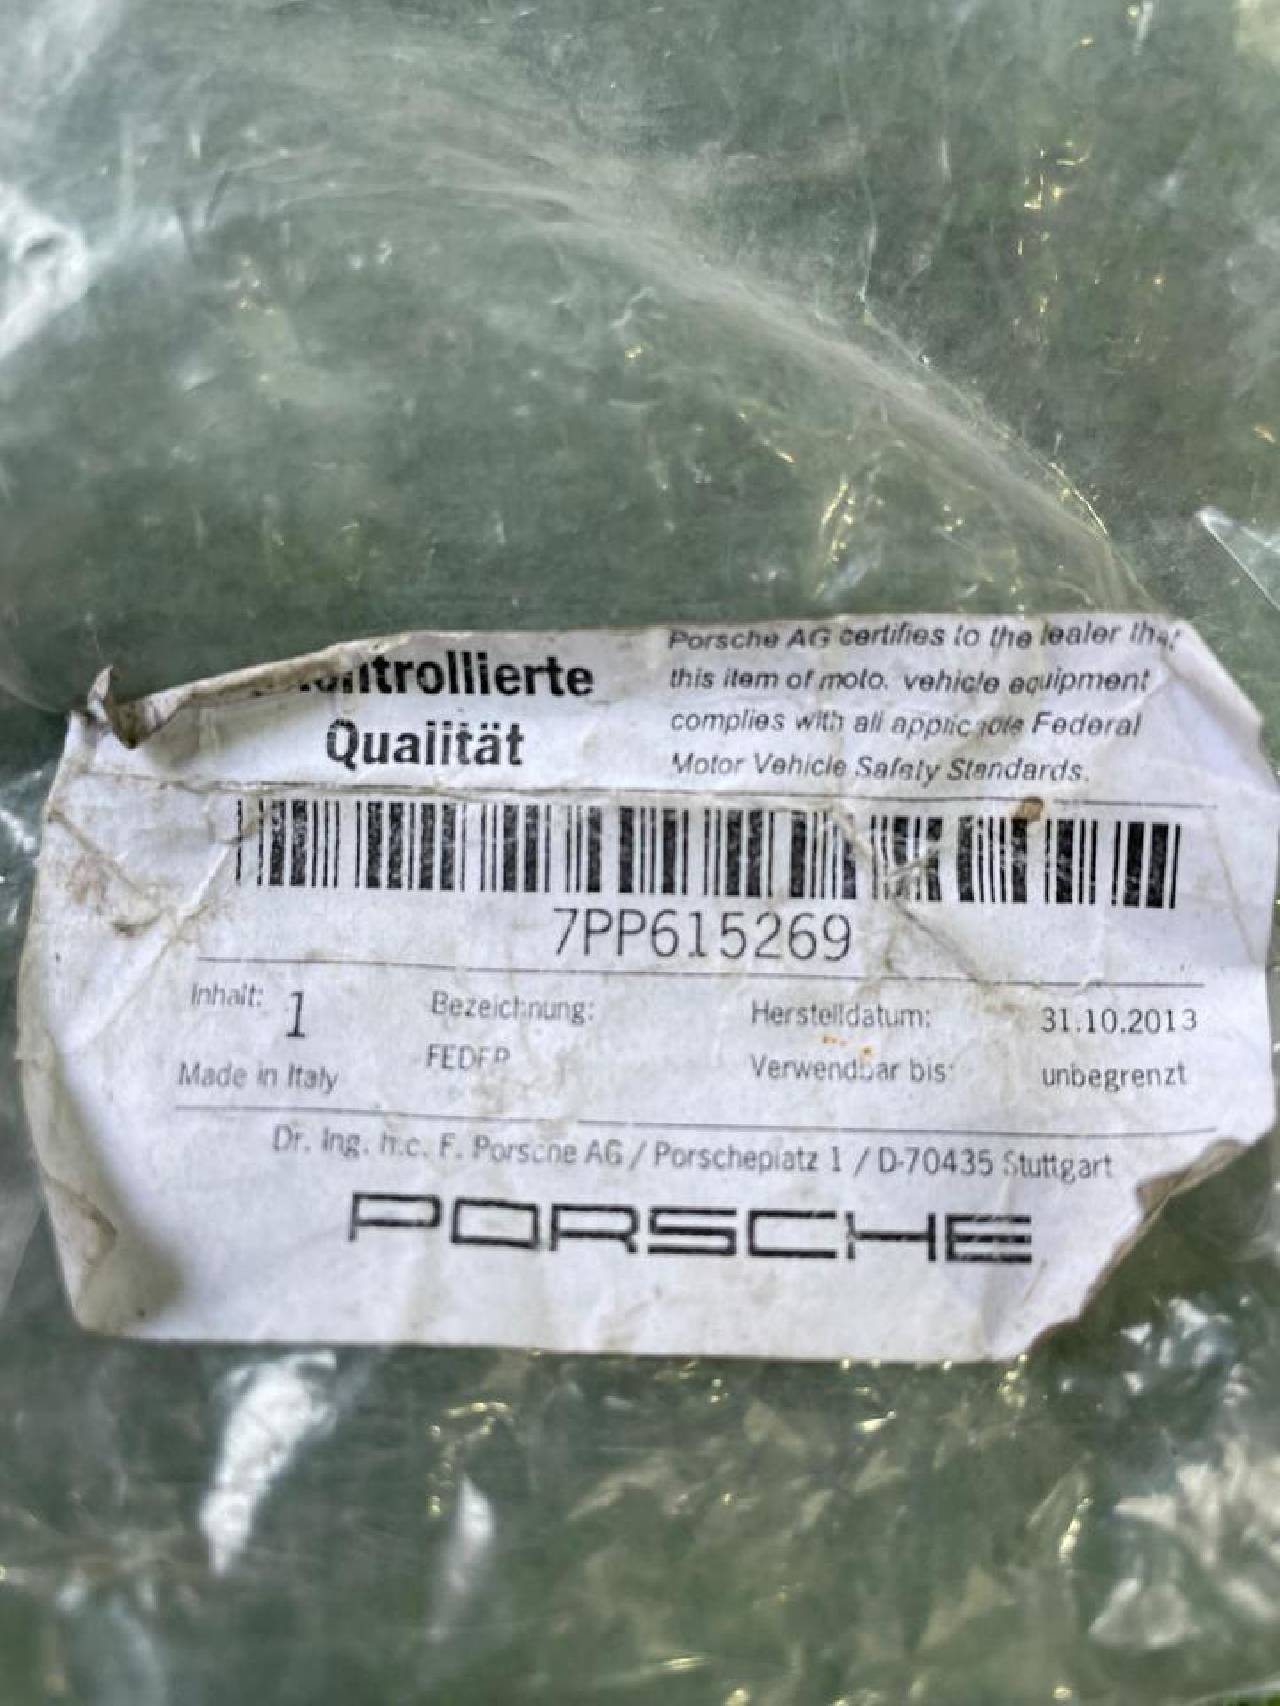 Kontrollierte
Qualität
Porsche AG certifies to the dealer that
this item of motor vehicle equipment
complies with all applicable Federal
Motor Vehicle Safety Standards.
7PP615269
Inhalt: 1
Made in Italy
Bezeichnung:
FEDER
Herstelldatum: 31.10.2013
Verwendbar bis: unbegrenzt
Dr. Ing. h.c. F. Porsche AG / Porscheplatz 1 / D-70435 Stuttgart
PORSCHE